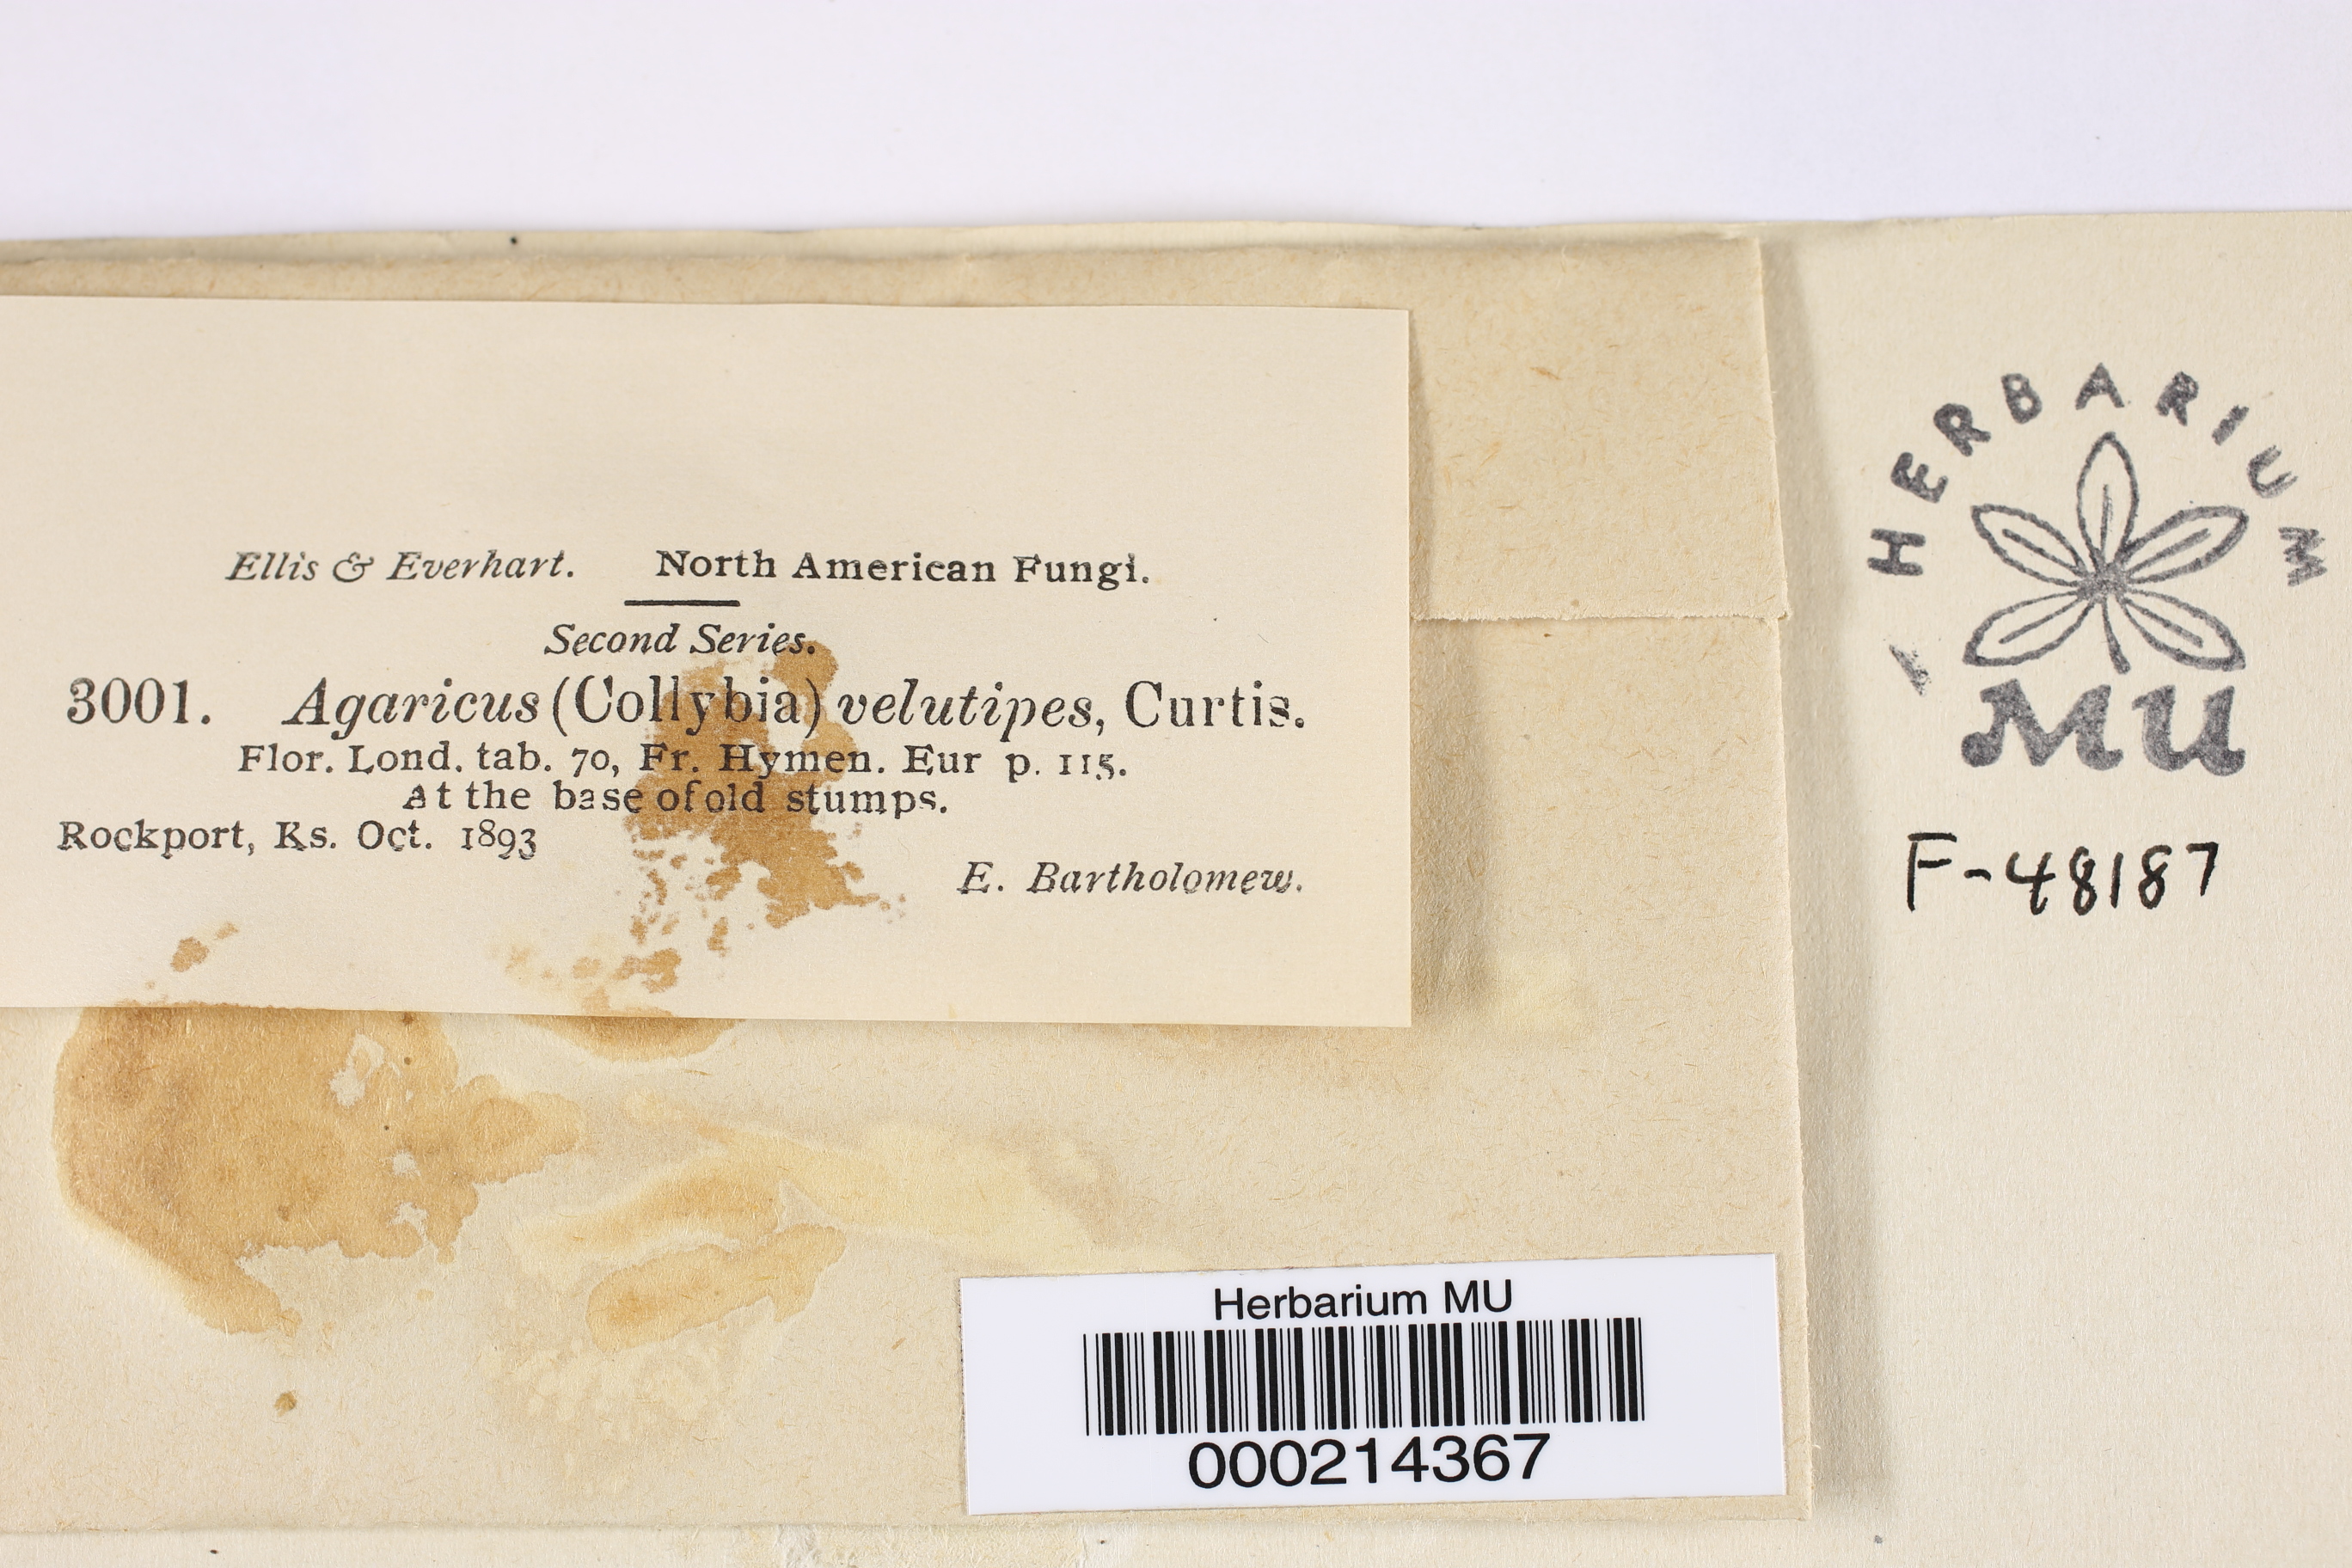 Ellis & Everhart. North American Fungi.
Second Series.
3001. Agaricus (Collybia) velutipes, Curtis.
Flor. Lond. tab. 70, Fr. Hymen. Eur p. 115.
At the base of old stumps.
Rockport, Ks. Oct. 1893
E. Bartholomew.
HERBARIUM
MU
F-48187
Herbarium MU
000214367